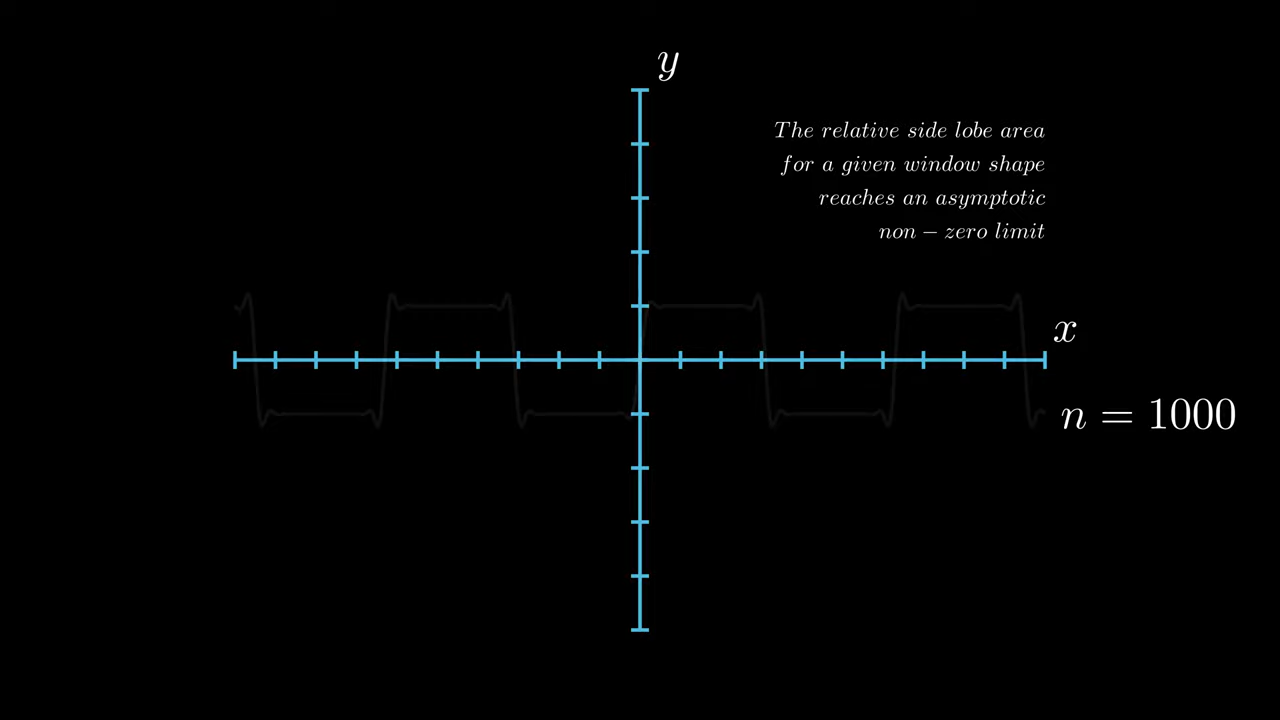 y
The relative side lobe area
for a given window shape
reaches an asymptotic
non − zero limit
x
n = 1000